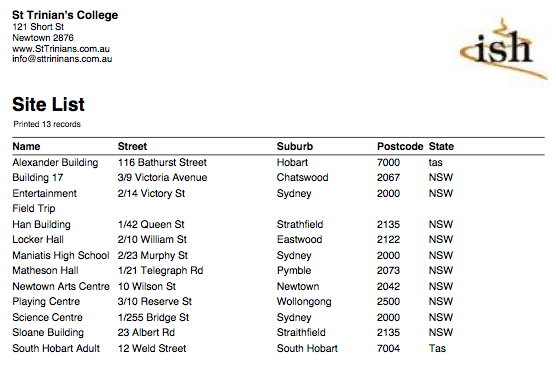 St Trinian's College
121 Short St
Newtown 2876
www.StTrinians.com.au
info@sttrininans.com.au
ish
Site List
Printed 13 records
Name Street Suburb Postcode State
Alexander Building 116 Bathurst Street Hobart 7000 tas
Building 17 3/9 Victoria Avenue Chatswood 2067 NSW
Entertainment 2/14 Victory St Sydney 2000 NSW
Field Trip
Han Building 1/42 Queen St Strathfield 2135 NSW
Locker Hall 2/10 William St Eastwood 2122 NSW
Maniatis High School 2/23 Murphy St Sydney 2000 NSW
Matheson Hall 1/21 Telegraph Rd Pymble 2073 NSW
Newtown Arts Centre 10 Wilson St Newtown 2042 NSW
Playing Centre 3/10 Reserve St Wollongong 2500 NSW
Science Centre 1/255 Bridge St Sydney 2000 NSW
Sloane Building 23 Albert Rd Straithfield 2135 NSW
South Hobart Adult 12 Weld Street South Hobart 7004 Tas